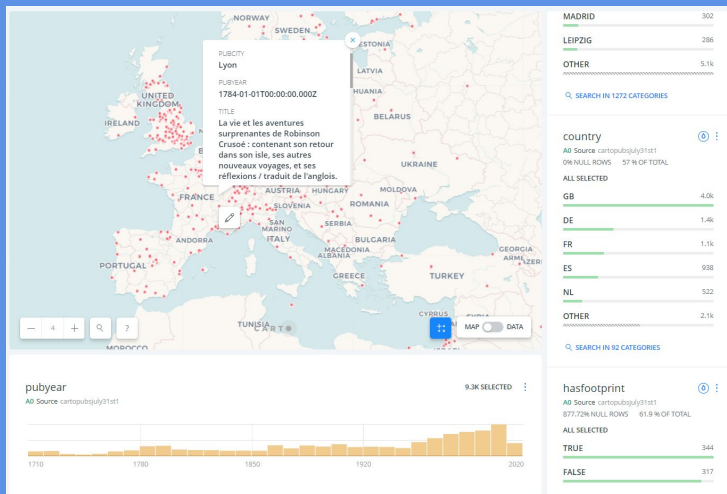 NORWAY
SWEDEN
ESTONIA
LATVIA
HUANIA
UNITED
KINGDOM
IRELAND
BELARUS
UKRAINE
FRANCE
AUSTRIA
HUNGARY
MOLDOVA
SLOVENIA
ROMANIA
SAN
MARINO
SERBIA
ITALY
ANDORRA
BULGARIA
MACEDONIA
ALBANIA
PORTUGAL
GREECE
TURKEY
GEORGIA
CYPRUS
TUNISIA
MOROCCO
CARTO
PUBCITY
Lyon
PUBYEAR
1784-01-01T00:00:00.000Z
TITLE
La vie et les aventures
surprenantes de Robinson
Crusoé : contenant son retour
dans son isle, ses autres
nouveaux voyages, et ses
réflexions / traduit de l'anglois.
4
?
MAP DATA
pubyear
9.3K SELECTED
A0 Source cartopubsjuly31st1
1710 1780 1850 1920 2020
MADRID 302
LEIPZIG 286
OTHER 5.1k
SEARCH IN 1272 CATEGORIES
country
A0 Source cartopubsjuly31st1
0% NULL ROWS 57 % OF TOTAL
ALL SELECTED
GB 4.0k
DE 1.4k
FR 1.1k
ES 938
NL 522
OTHER 2.1k
SEARCH IN 92 CATEGORIES
hasfootprint
A0 Source cartopubsjuly31st1
877.72% NULL ROWS 61.9 % OF TOTAL
ALL SELECTED
TRUE 344
FALSE 317